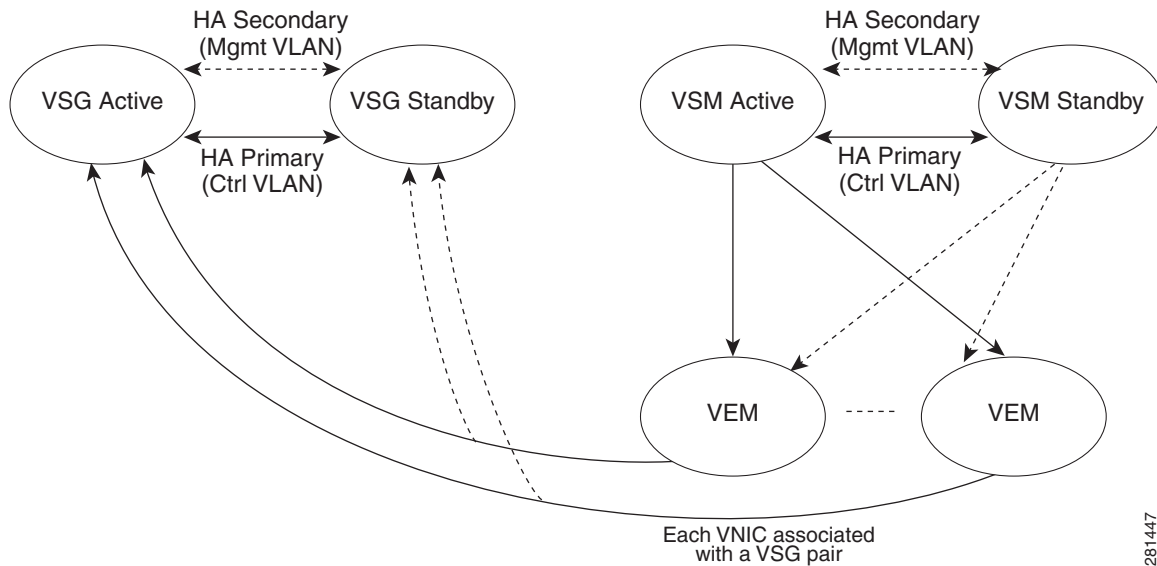 HA Secondary
(Mgmt VLAN)
VSG Active
VSG Standby
HA Primary
(Ctrl VLAN)
HA Secondary
(Mgmt VLAN)
VSM Active
VSM Standby
HA Primary
(Ctrl VLAN)
VEM
VEM
Each VNIC associated
with a VSG pair
281447